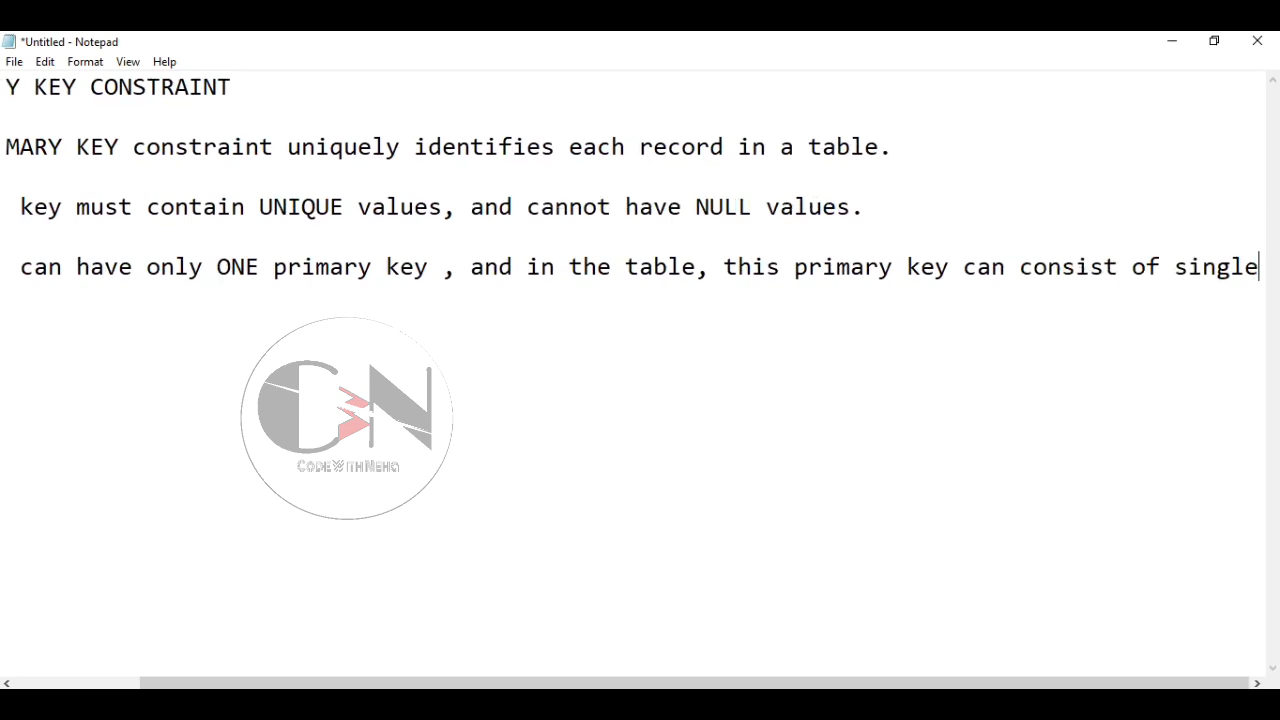 *Untitled - Notepad
File Edit Format View Help
Y KEY CONSTRAINT
MARY KEY constraint uniquely identifies each record in a table.
key must contain UNIQUE values, and cannot have NULL values.
can have only ONE primary key , and in the table, this primary key can consist of single
CN
CODEWITHNEHO